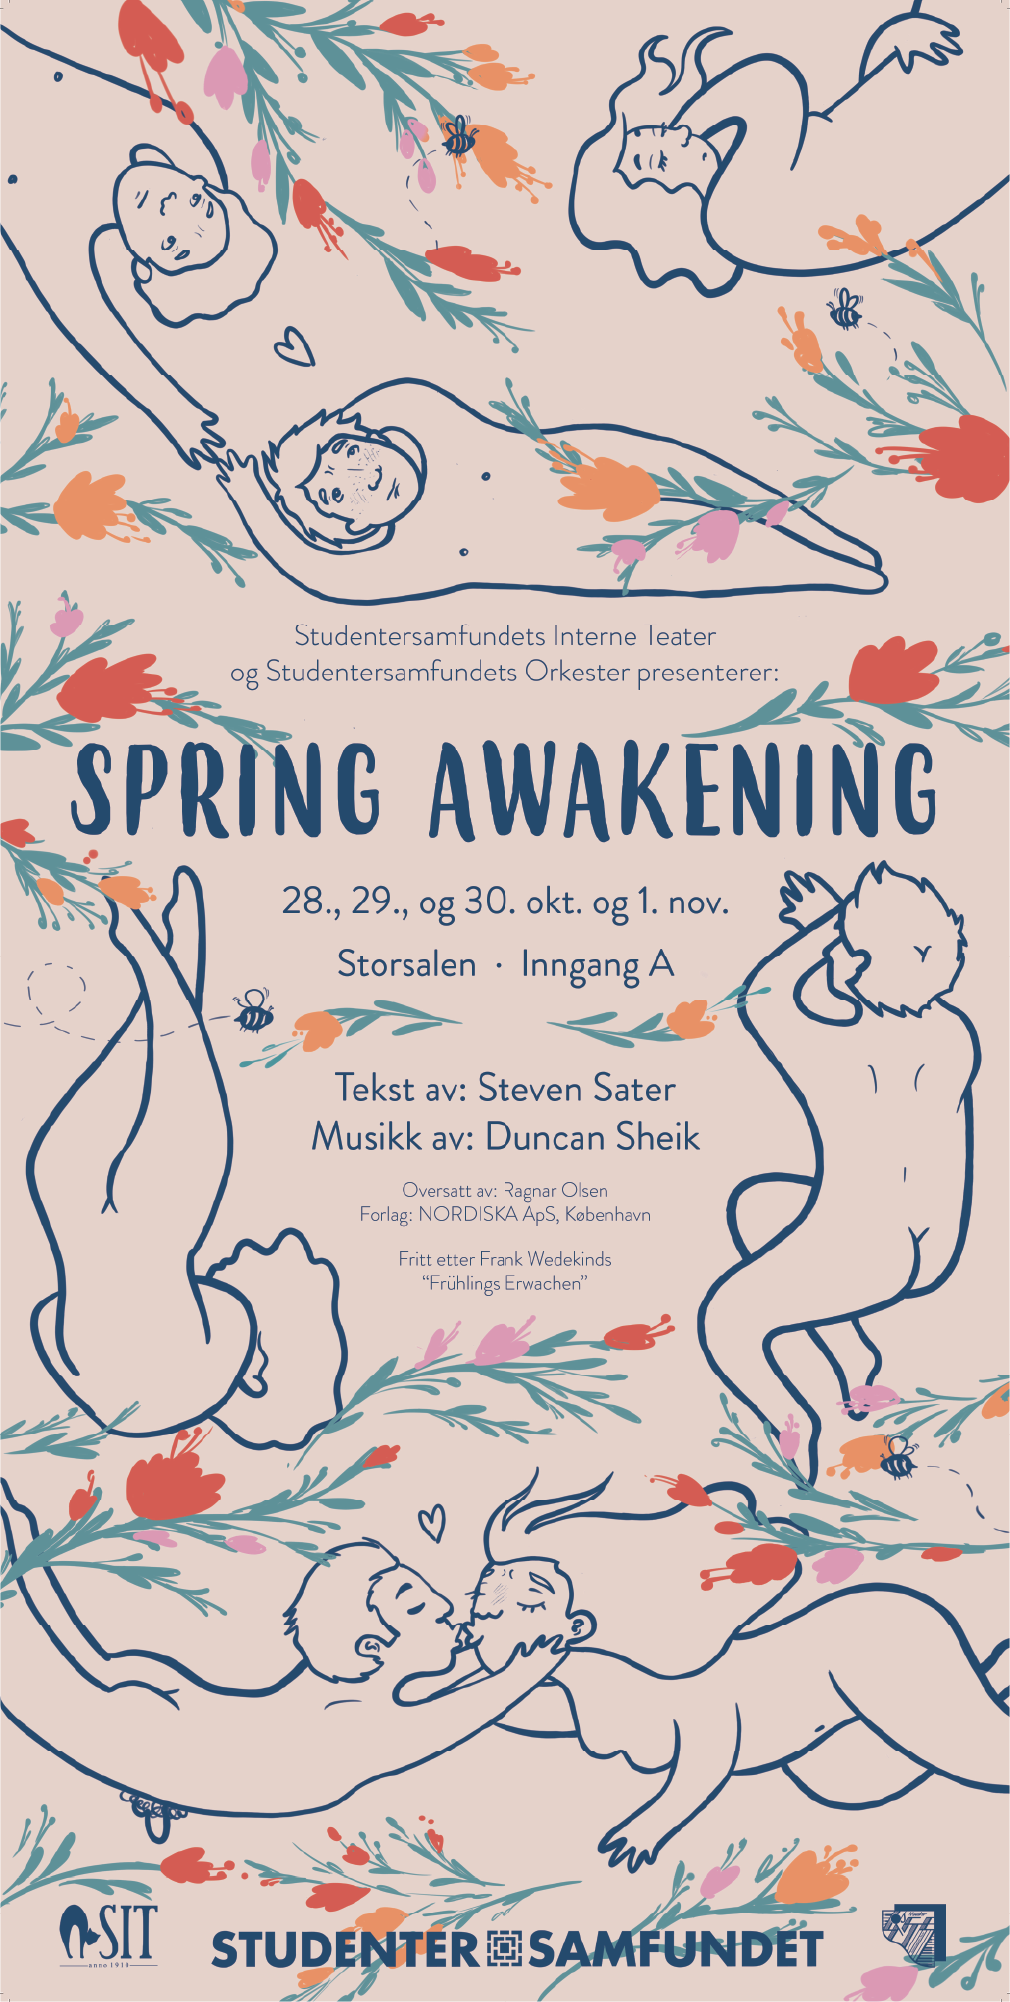 Studentersamfundets Interne Teater
og Studentersamfundets Orkester presenterer:
SPRING AWAKENING
28., 29., og 30. okt. og 1. nov.
Storsalen · Inngang A
Tekst av: Steven Sater
Musikk av: Duncan Sheik
Oversatt av: Ragnar Olsen
Forlag: NORDISKA ApS, København
Fritt etter Frank Wedekinds
“Frühlings Erwachen”
SIT
anno 1910
STUDENTERSAMFUNDET